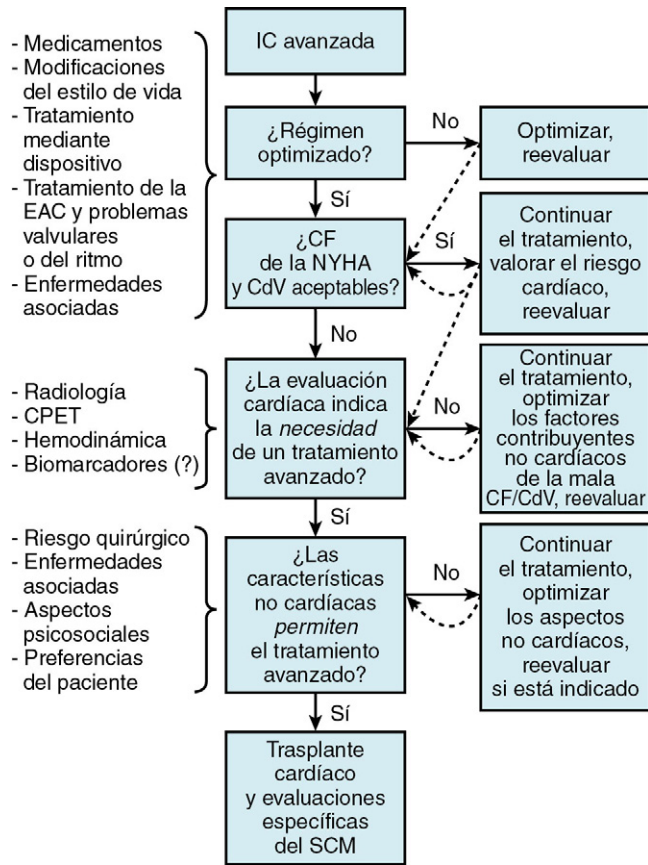 - Medicamentos
- Modificaciones
del estilo de vida
- Tratamiento
mediante
dispositivo
- Tratamiento de la
EAC y problemas
valvulares
o del ritmo
- Enfermedades
asociadas
IC avanzada
¿Régimen
optimizado?
No
Optimizar,
reevaluar
Sí
¿CF
de la NYHA
y CdV aceptables?
Sí
Continuar
el tratamiento,
valorar el riesgo
cardíaco,
reevaluar
No
- Radiología
- CPET
- Hemodinámica
- Biomarcadores (?)
¿La evaluación
cardíaca indica
la necesidad
de un tratamiento
avanzado?
No
Continuar
el tratamiento,
optimizar
los factores
contribuyentes
no cardíacos
de la mala
CF/CdV, reevaluar
Sí
- Riesgo quirúrgico
- Enfermedades
asociadas
- Aspectos
psicosociales
- Preferencias
del paciente
¿Las
características
no cardíacas
permiten
el tratamiento
avanzado?
No
Continuar
el tratamiento,
optimizar
los aspectos
no cardíacos,
reevaluar
si está indicado
Sí
Trasplante
cardíaco
y evaluaciones
específicas
del SCM